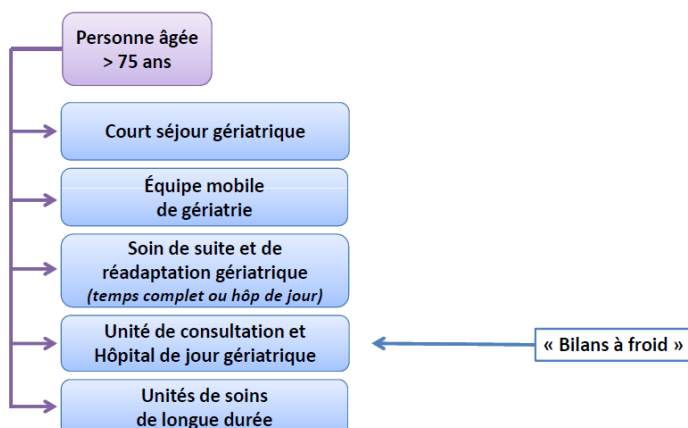 Personne âgée
> 75 ans
Court séjour gériatrique
Équipe mobile
de gériatrie
Soin de suite et de
réadaptation gériatrique
(temps complet ou hôp de jour)
Unité de consultation et
Hôpital de jour gériatrique
« Bilans à froid »
Unités de soins
de longue durée